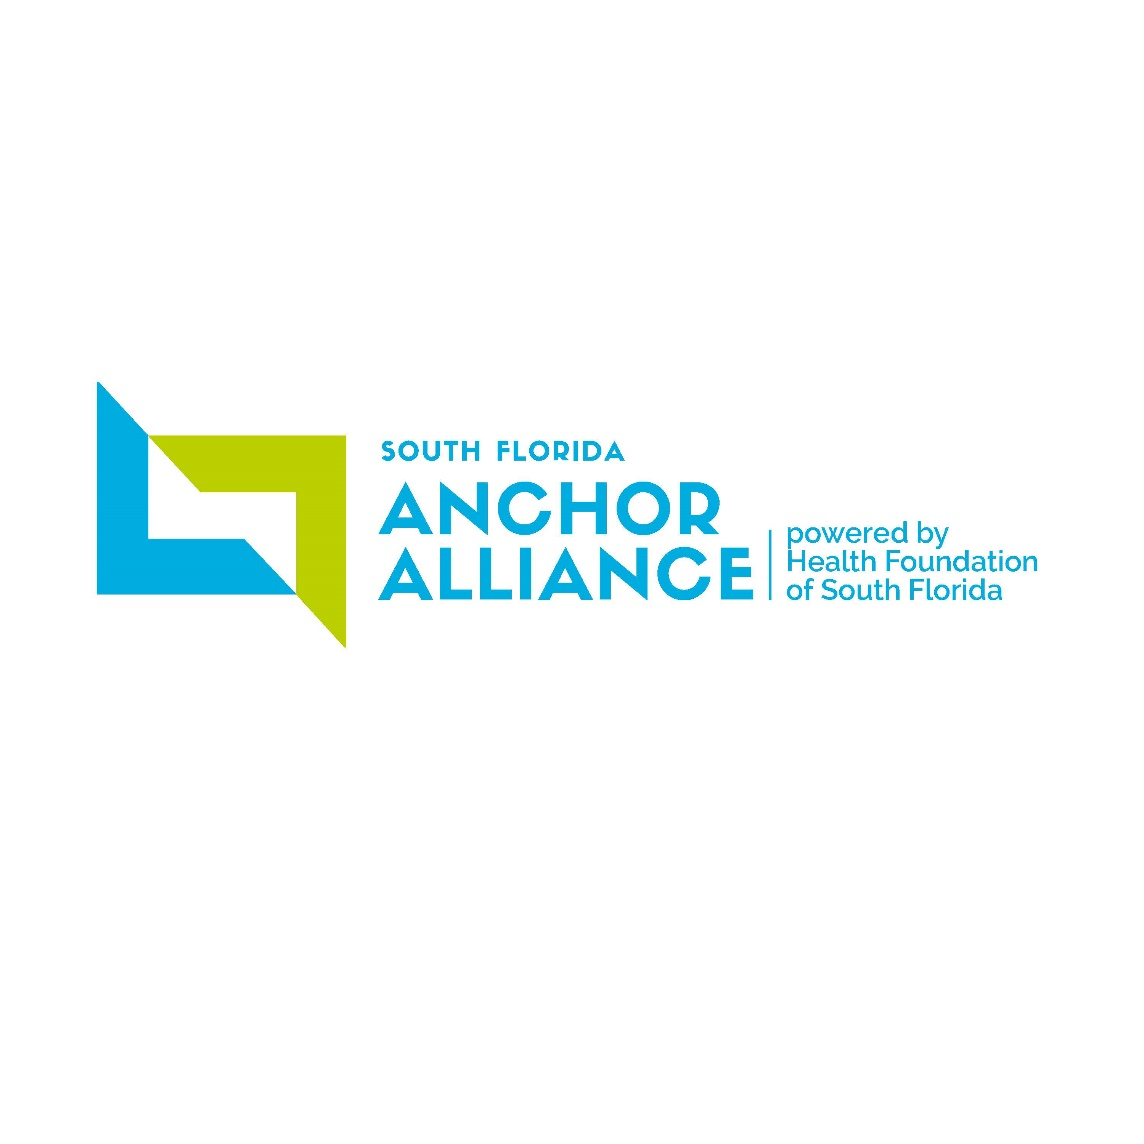 SOUTH FLORIDA
ANCHOR
ALLIANCE
powered by
Health Foundation
of South Florida